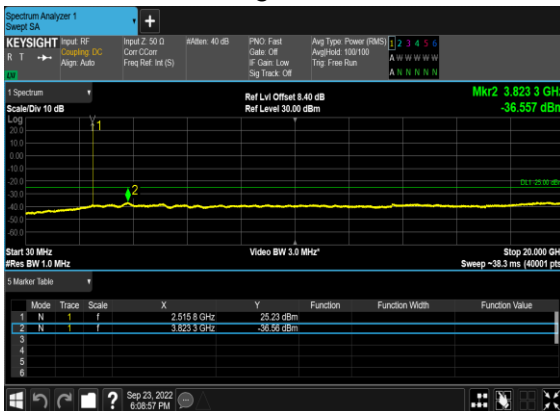 Spectrum Analyzer 1
Swept SA
KEYSIGHT Input: RF Input Z: 50 Ω #Atten: 40 dB PNO: Fast Avg Type: Power (RMS) 1 2 3 4 5 6
R T Coupling: DC Corr CCorr Gate: Off Avg|Hold: 100/100 A W W W W W
Align: Auto Freq Ref: Int (S) IF Gain: Low Trig: Free Run
Sig Track: Off A N N N N N
1 Spectrum Ref Lvl Offset 8.40 dB Mkr2 3.823 3 GHz
Scale/Div 10 dB Ref Level 30.00 dBm -36.557 dBm
Log
20.0
1
10.0
0.00
-10.0
-20.0
DL1 -25.00 dBm
-30.0
2
-40.0
-50.0
-60.0
Start 30 MHz Video BW 3.0 MHz* Stop 20.000 GHz
#Res BW 1.0 MHz Sweep ~38.3 ms (40001 pts)
5 Marker Table
Mode Trace Scale X Y Function Function Width Function Value
1 N 1 f 2.515 8 GHz 25.23 dBm
2 N 1 f 3.823 3 GHz -36.56 dBm
3
4
5
6
? Sep 23, 2022
6:08:57 PM